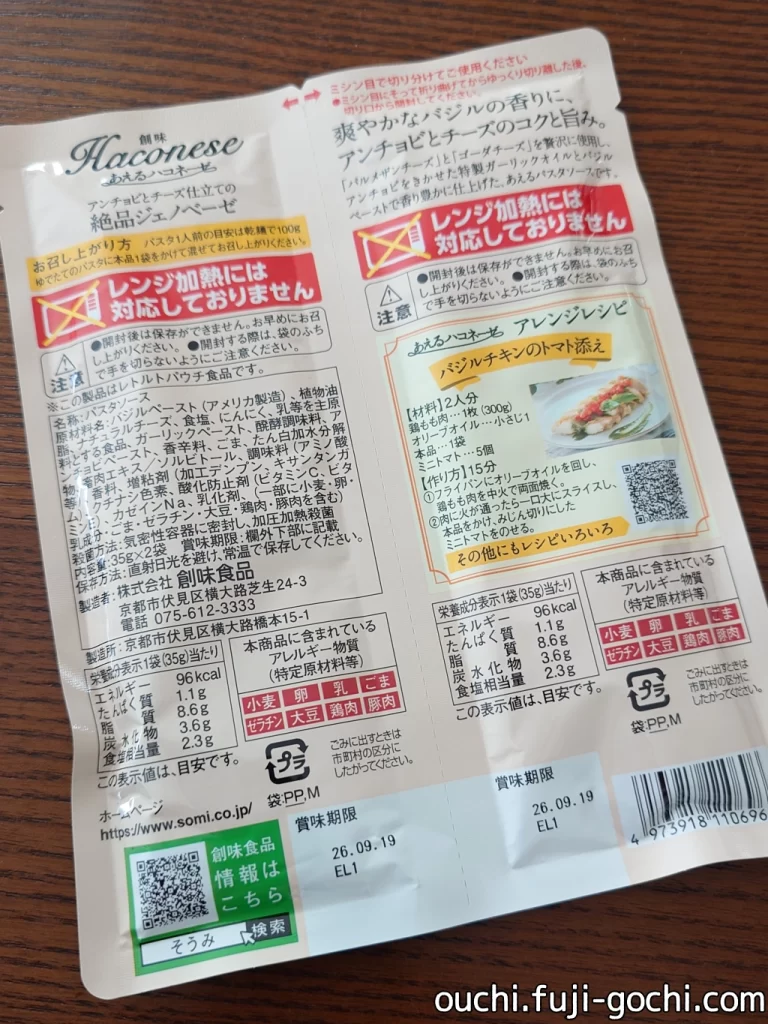 創味
Haconese
あえるハコネーゼ
アンチョビとチーズ仕立ての
絶品ジェノベーゼ
お召し上がり方 パスタ1人前の目安は乾麺で100g
ゆでたてのパスタに本品1袋をかけて混ぜてお召し上がりください。
レンジ加熱には
対応しておりません
注意
●開封後は保存ができません。お早めにお召
し上がりください。 ●開封する際は、袋のふち
で手を切らないようにご注意ください。
※この製品はレトルトパウチ食品です。
名称:パスタソース
原材料名:バジルペースト(アメリカ製造)、植物油
脂、ナチュラルチーズ、食塩、にんにく、乳等を主原
料とする食品、ガーリックペースト、醗酵調味料、ア
ンチョビペースト、香辛料、ごま、たん白加水分解
物、鶏肉エキス/ソルビトール、調味料(アミノ酸
等)、香料、増粘剤(加工デンプン、キサンタンガ
ム)、クチナシ色素、酸化防止剤(ビタミンC、ビタ
ミンE)、カゼインNa、乳化剤、(一部に小麦・卵・
乳成分・ごま・ゼラチン・大豆・鶏肉・豚肉を含む)
殺菌方法:気密性容器に密封し、加圧加熱殺菌
内容量:35g×2袋 賞味期限:欄外下部に記載
保存方法:直射日光を避け、常温で保存してください。
製造者:株式会社 創味食品
京都市伏見区横大路芝生24-3
電話 075-612-3333
製造所:京都市伏見区横大路橋本15-1
栄養成分表示1袋(35g)当たり
エネルギー 96kcal
たんぱく質 1.1g
脂質 8.6g
炭水化物 3.6g
食塩相当量 2.3g
この表示値は、目安です。
本商品に含まれている
アレルギー物質
(特定原材料等)
小麦 卵 乳 ごま
ゼラチン 大豆 鶏肉 豚肉
プラ
袋:PP,M
ごみに出すときは
市町村の区分に
したがってください。
ホームページ
https://www.somi.co.jp/
創味食品
情報は
こちら
そうみ 検索
賞味期限
26.09.19
EL1
ミシン目で切り分けてご使用ください
●ミシン目にそって折り曲げてからゆっくり切り離した後、
切り口から開封してください。
爽やかなバジルの香りに、
アンチョビとチーズのコクと旨み。
「パルメザンチーズ」と「ゴーダチーズ」を贅沢に使用し、
アンチョビをきかせた特製ガーリックオイルとバジル
ペーストで香り豊かに仕上げた、あえるパスタソースです。
レンジ加熱には
対応しておりません
注意
●開封後は保存ができません。お早めにお召
し上がりください。 ●開封する際は、袋のふち
で手を切らないようにご注意ください。
あえるハコネーゼ アレンジレシピ
バジルチキンのトマト添え
【材料】2人分
鶏もも肉…1枚(300g)
オリーブオイル…小さじ1
本品…1袋
ミニトマト…5個
【作り方】15分
①フライパンにオリーブオイルを回し、
鶏もも肉を中火で両面焼く。
②肉に火が通ったら一口大にスライスし、
本品をかけ、みじん切りにした
ミニトマトをのせる。
その他にもレシピいろいろ
栄養成分表示1袋(35g)当たり
エネルギー 96kcal
たんぱく質 1.1g
脂質 8.6g
炭水化物 3.6g
食塩相当量 2.3g
この表示値は、目安です。
本商品に含まれている
アレルギー物質
(特定原材料等)
小麦 卵 乳 ごま
ゼラチン 大豆 鶏肉 豚肉
プラ
袋:PP,M
ごみに出すときは
市町村の区分に
したがってください。
賞味期限
26.09.19
EL1
4 973918 110696
ouchi.fuji-gochi.com